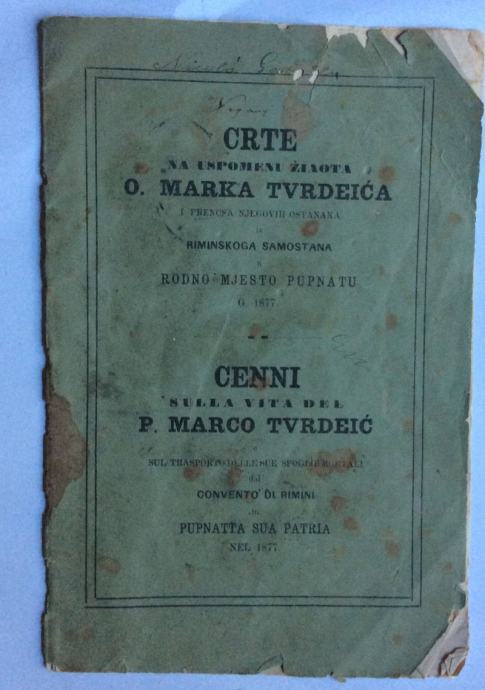 CRTE
NA USPOMENU ŽIVOTA
O. MARKA TVRDEIĆA
I PRENOSA NJEGOVIH OSTANAKA
iz
RIMINSKOGA SAMOSTANA
u
RODNO MJESTO PUPNATU
G. 1877.
CENNI
SULLA VITA DEL
P. MARCO TVRDEIĆ
e
SUL TRASPORTO DELLE SUE SPOGLIE MORTALI
dal
CONVENTO DI RIMINI
in
PUPNATTA SUA PATRIA
NEL 1877.